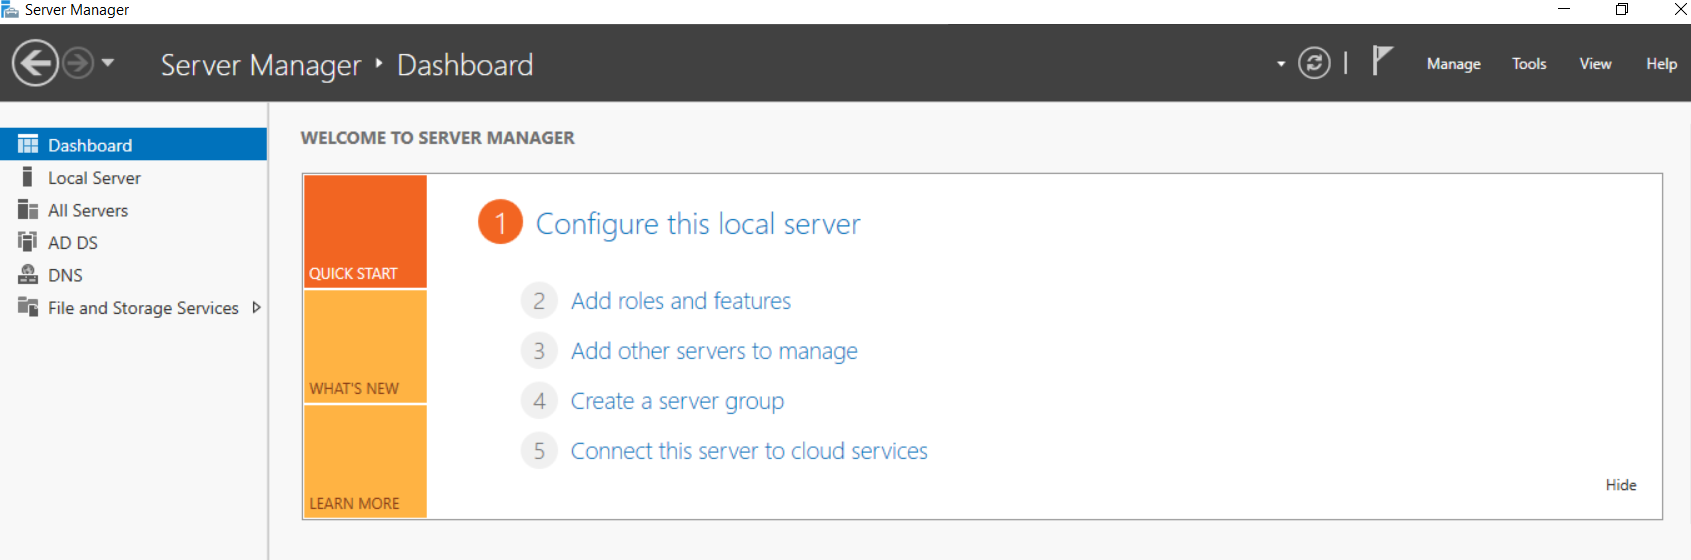 Server Manager
Server Manager ‣ Dashboard
Manage Tools View Help
Dashboard
Local Server
All Servers
AD DS
DNS
File and Storage Services
WELCOME TO SERVER MANAGER
QUICK START
WHAT'S NEW
LEARN MORE
1 Configure this local server
2 Add roles and features
3 Add other servers to manage
4 Create a server group
5 Connect this server to cloud services
Hide